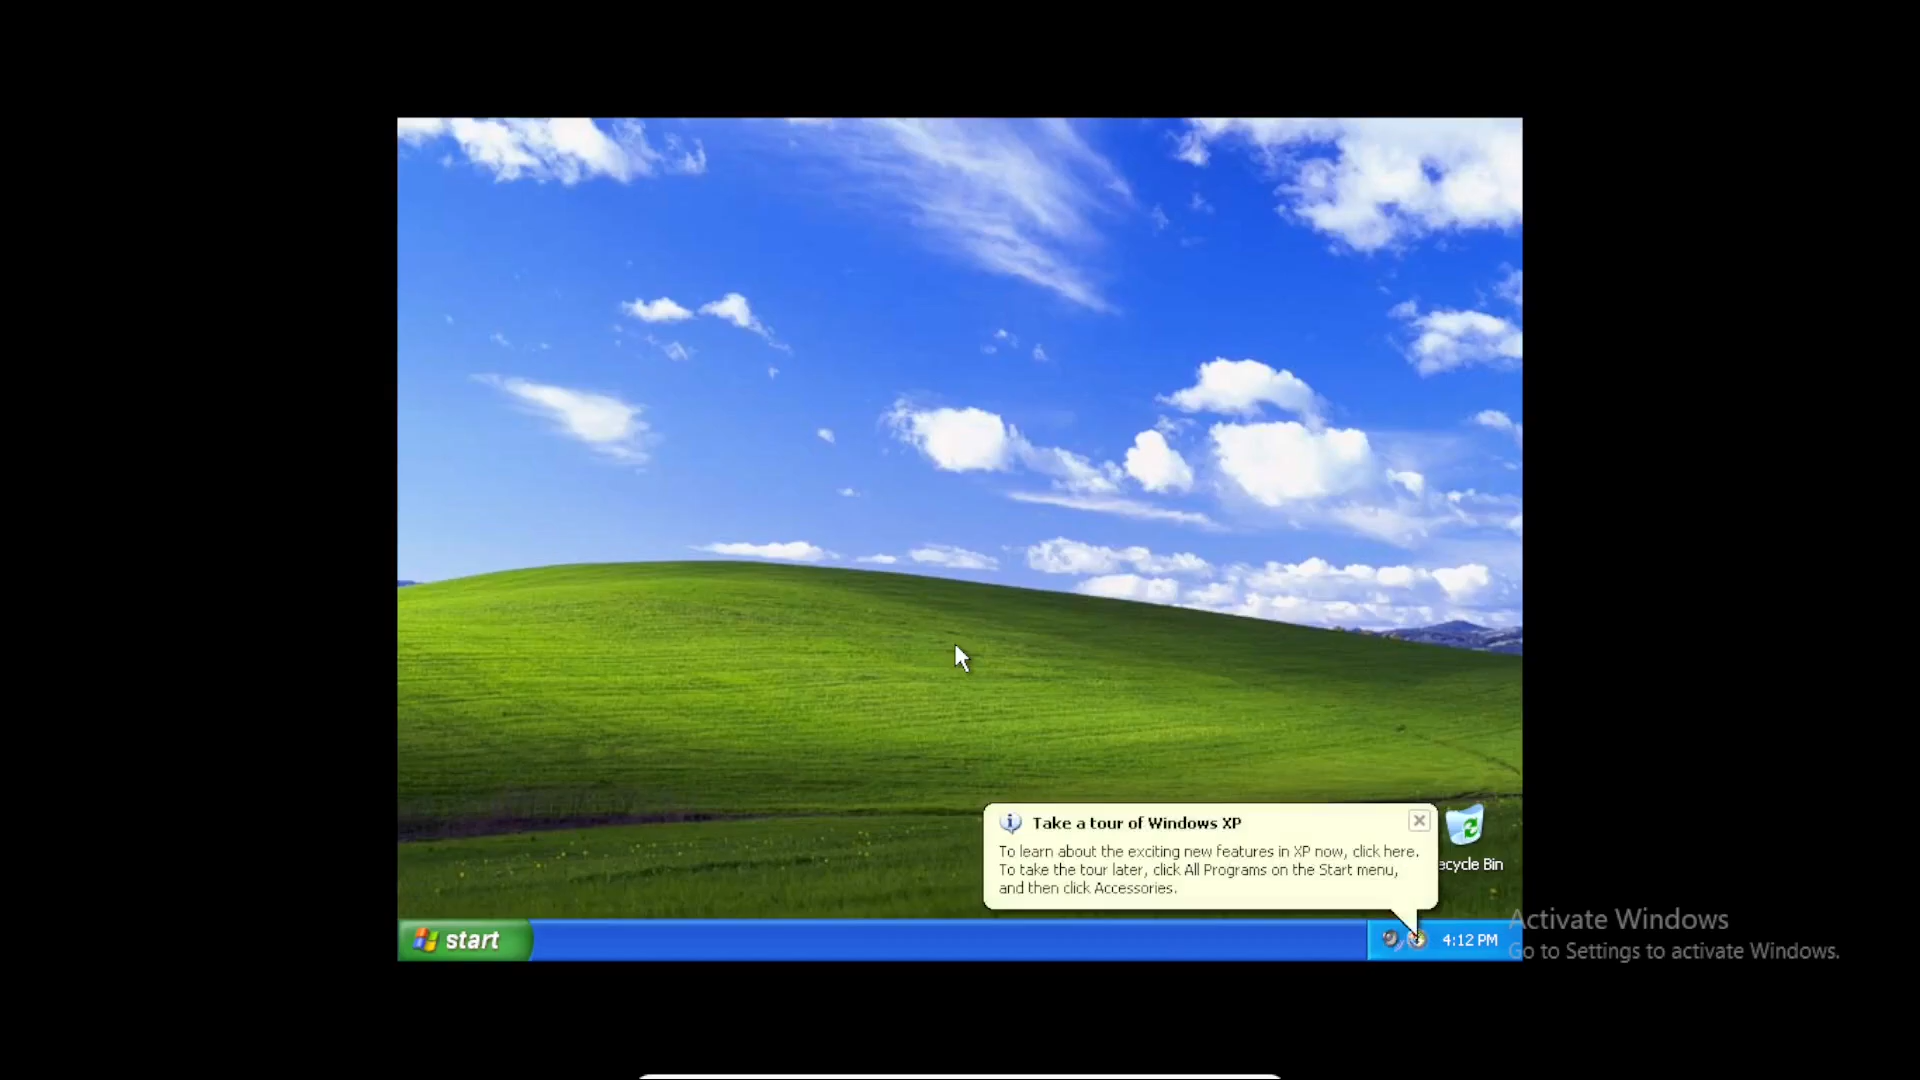 Take a tour of Windows XP
To learn about the exciting new features in XP now, click here.
To take the tour later, click All Programs on the Start menu,
and then click Accessories.
ecycle Bin
start
4:12 PM
Activate Windows
Go to Settings to activate Windows.